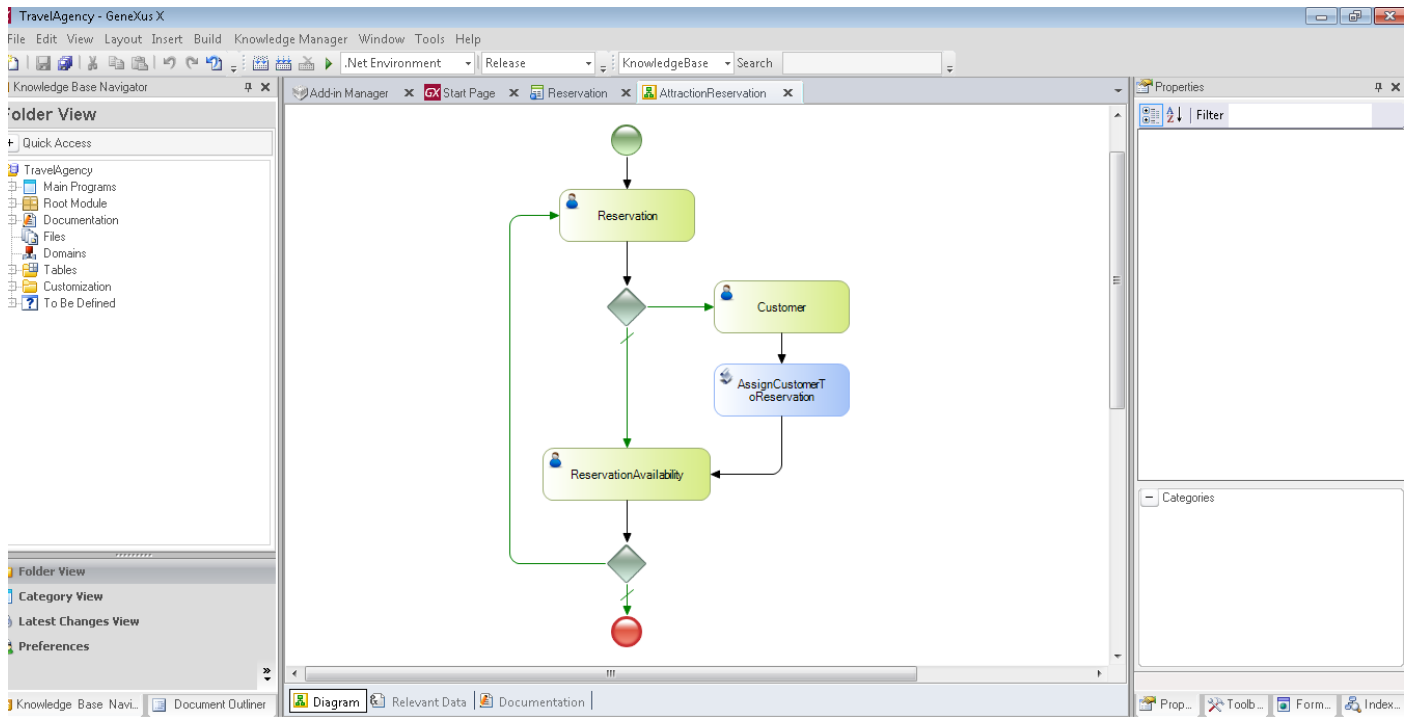 TravelAgency - GeneXus X
File Edit View Layout Insert Build Knowledge Manager Window Tools Help
.Net Environment Release KnowledgeBase Search
Knowledge Base Navigator
Folder View
Quick Access
TravelAgency
Main Programs
Root Module
Documentation
Files
Domains
Tables
Customization
To Be Defined
Folder View
Category View
Latest Changes View
Preferences
Knowledge Base Navi... Document Outliner
Add-in Manager GX Start Page Reservation AttractionReservation
Reservation
Customer
AssignCustomerT
oReservation
ReservationAvailability
Diagram Relevant Data Documentation
Properties
Filter
Categories
Prop... Toolb... Form... Index...